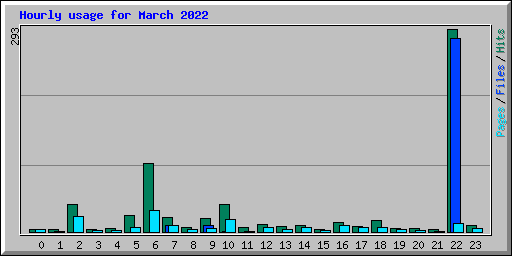 Hourly usage for March 2022
293
Pages/Files/Hits
0 1 2 3 4 5 6 7 8 9 10 11 12 13 14 15 16 17 18 19 20 21 22 23